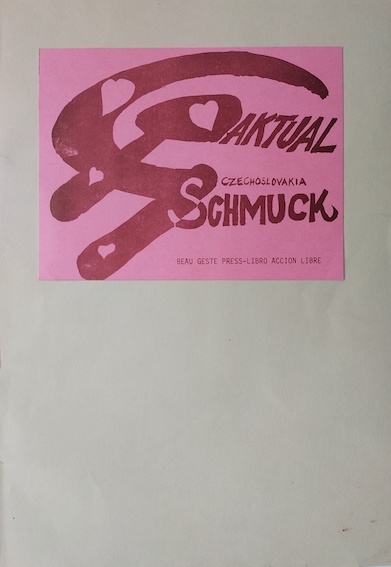 AKTUAL
CZECHOSLOVAKIA
SCHMUCK
BEAU GESTE PRESS-LIBRO ACCION LIBRE